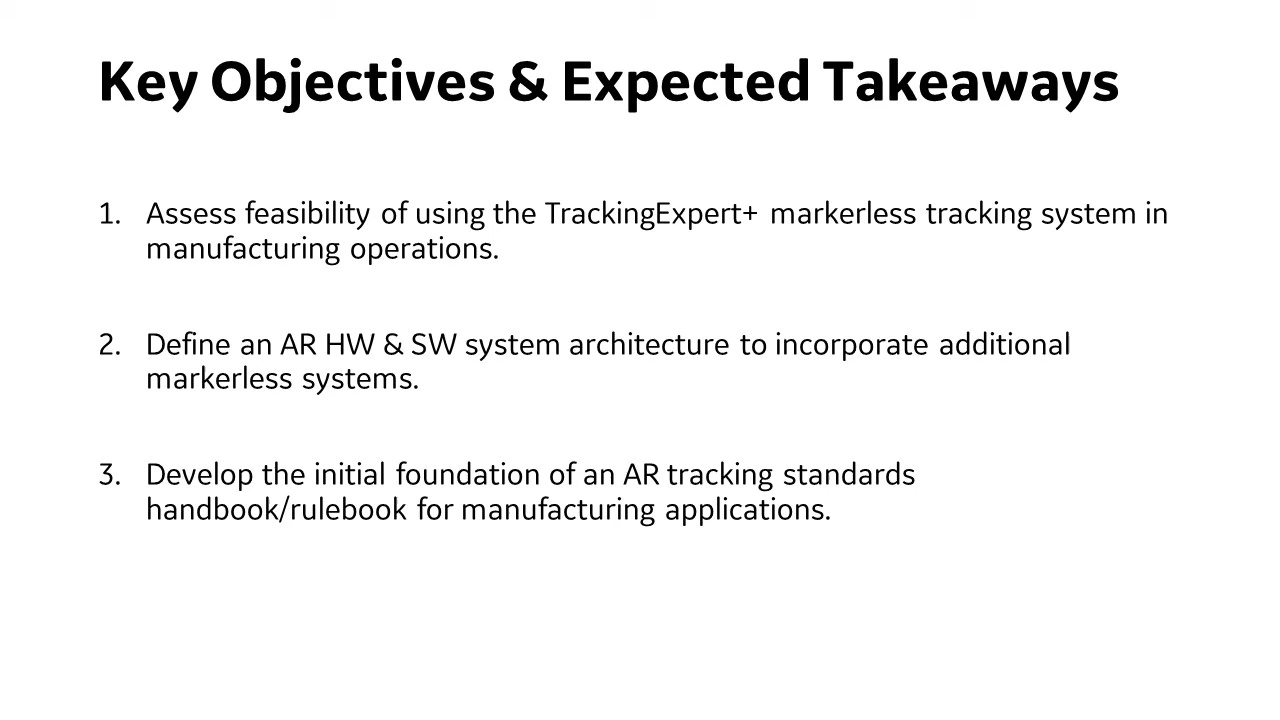 Key Objectives & Expected Takeaways
1. Assess feasibility of using the TrackingExpert+ markerless tracking system in
manufacturing operations.
2. Define an AR HW & SW system architecture to incorporate additional
markerless systems.
3. Develop the initial foundation of an AR tracking standards
handbook/rulebook for manufacturing applications.